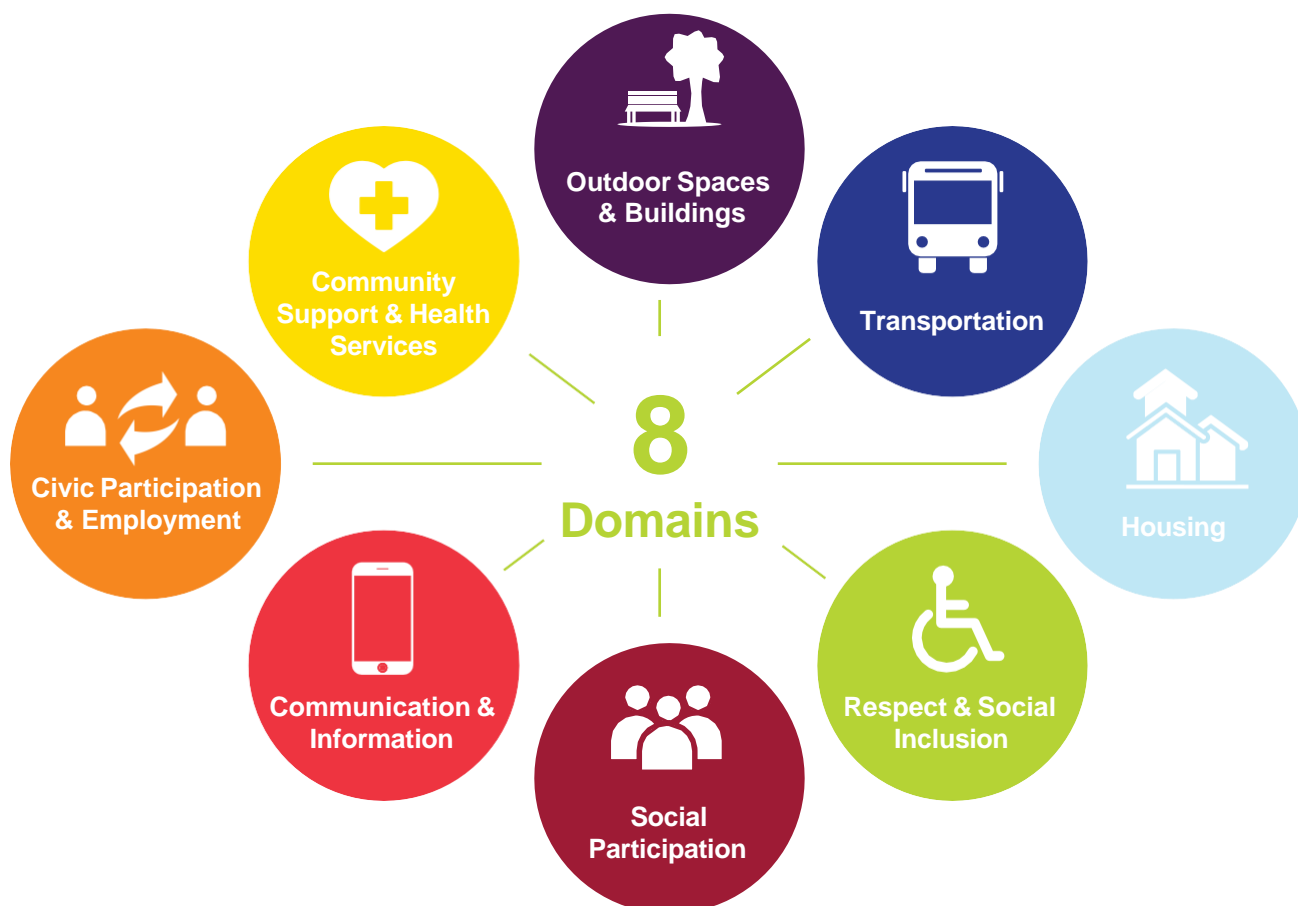 Outdoor Spaces
& Buildings
Community
Support & Health
Services
Transportation
Civic Participation
& Employment
8
Domains
Housing
Communication &
Information
Respect & Social
Inclusion
Social
Participation